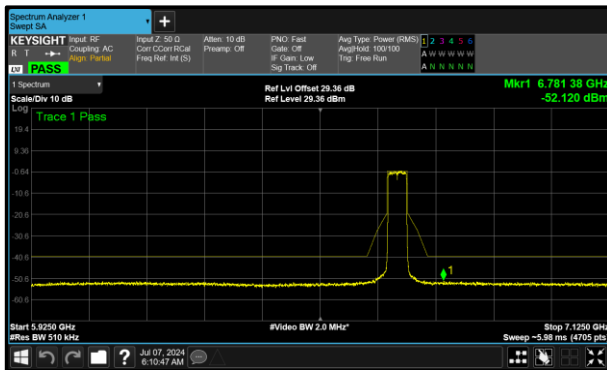 Spectrum Analyzer 1
Swept SA
KEYSIGHT Input: RF Input Z: 50 Ω Atten: 10 dB PNO: Fast Avg Type: Power (RMS) 1 2 3 4 5 6
R T Coupling: AC Corr CCorr RCal Preamp: Off Gate: Off Avg|Hold: 100/100 A W W W W W
Align: Partial Freq Ref: Int (S) IF Gain: Low Trig: Free Run
LXI PASS Sig Track: Off A N N N N N
1 Spectrum Ref Lvl Offset 29.36 dB Mkr1 6.781 38 GHz
Scale/Div 10 dB Ref Level 29.36 dBm -52.120 dBm
Log
Trace 1 Pass
19.4
9.36
-0.64
-10.6
-20.6
-30.6
-40.6
-50.6
1
-60.6
Start 5.9250 GHz #Video BW 2.0 MHz* Stop 7.1250 GHz
#Res BW 510 kHz Sweep ~5.98 ms (4705 pts)
? Jul 07, 2024
6:10:47 AM